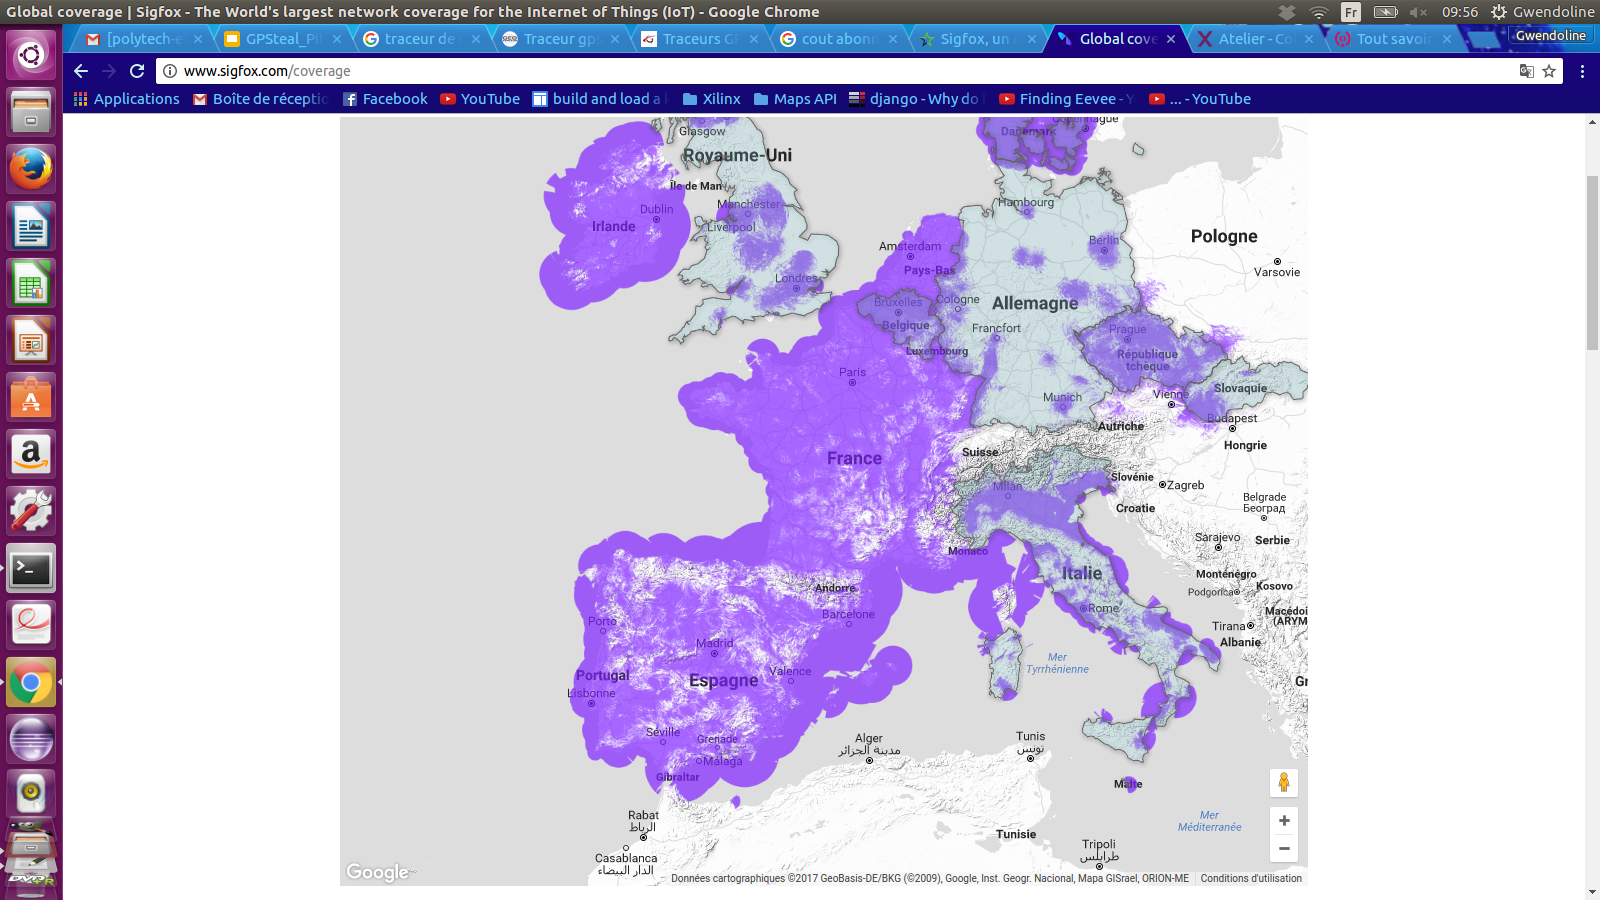 Global coverage | Sigfox - The World's largest network coverage for the Internet of Things (IoT) - Google Chrome
Fr
09:56
Gwendoline
[polytech-e
GPSteal_Pi
traceur de
Traceur gps
Traceurs G
cout abonn
Sigfox, un
Global cove
Atelier - Co
Tout savoir
Gwendoline
www.sigfox.com/coverage
Applications
Boîte de réceptio
Facebook
YouTube
build and load a
Xilinx
Maps API
django - Why do
Finding Eevee - Y
... - YouTube
Glasgow
Royaume-Uni
Danemark
Île de Man
Manchester
Liverpool
Dublin
Irlande
Londres
Hambourg
Berlin
Pologne
Varsovie
Amsterdam
Pays-Bas
Cologne
Allemagne
Bruxelles
Belgique
Francfort
Luxembourg
Prague
République
tchèque
Paris
Munich
Vienne
Slovaquie
Budapest
Hongrie
Autriche
France
Suisse
Milan
Slovénie
Zagreb
Croatie
Belgrade
Београд
Sarajevo
Serbie
Monaco
Italie
Monténégro
Podgorica
Kosovo
Macédoi
(ARYM
Andorre
Barcelone
Rome
Tirana
Albanie
Porto
Madrid
Mer
Tyrrhénienne
Portugal
Espagne
Valence
Lisbonne
Gr
Séville
Grenade
Malaga
Gibraltar
Alger
مدينة الجزائر
Tunis
تونس
Malte
Rabat
الرباط
Casablanca
الدار البيضاء
Tunisie
Tripoli
طرابلس
Mer
Méditerranée
+
−
Google
Données cartographiques ©2017 GeoBasis-DE/BKG (©2009), Google, Inst. Geogr. Nacional, Mapa GISrael, ORION-ME
Conditions d'utilisation